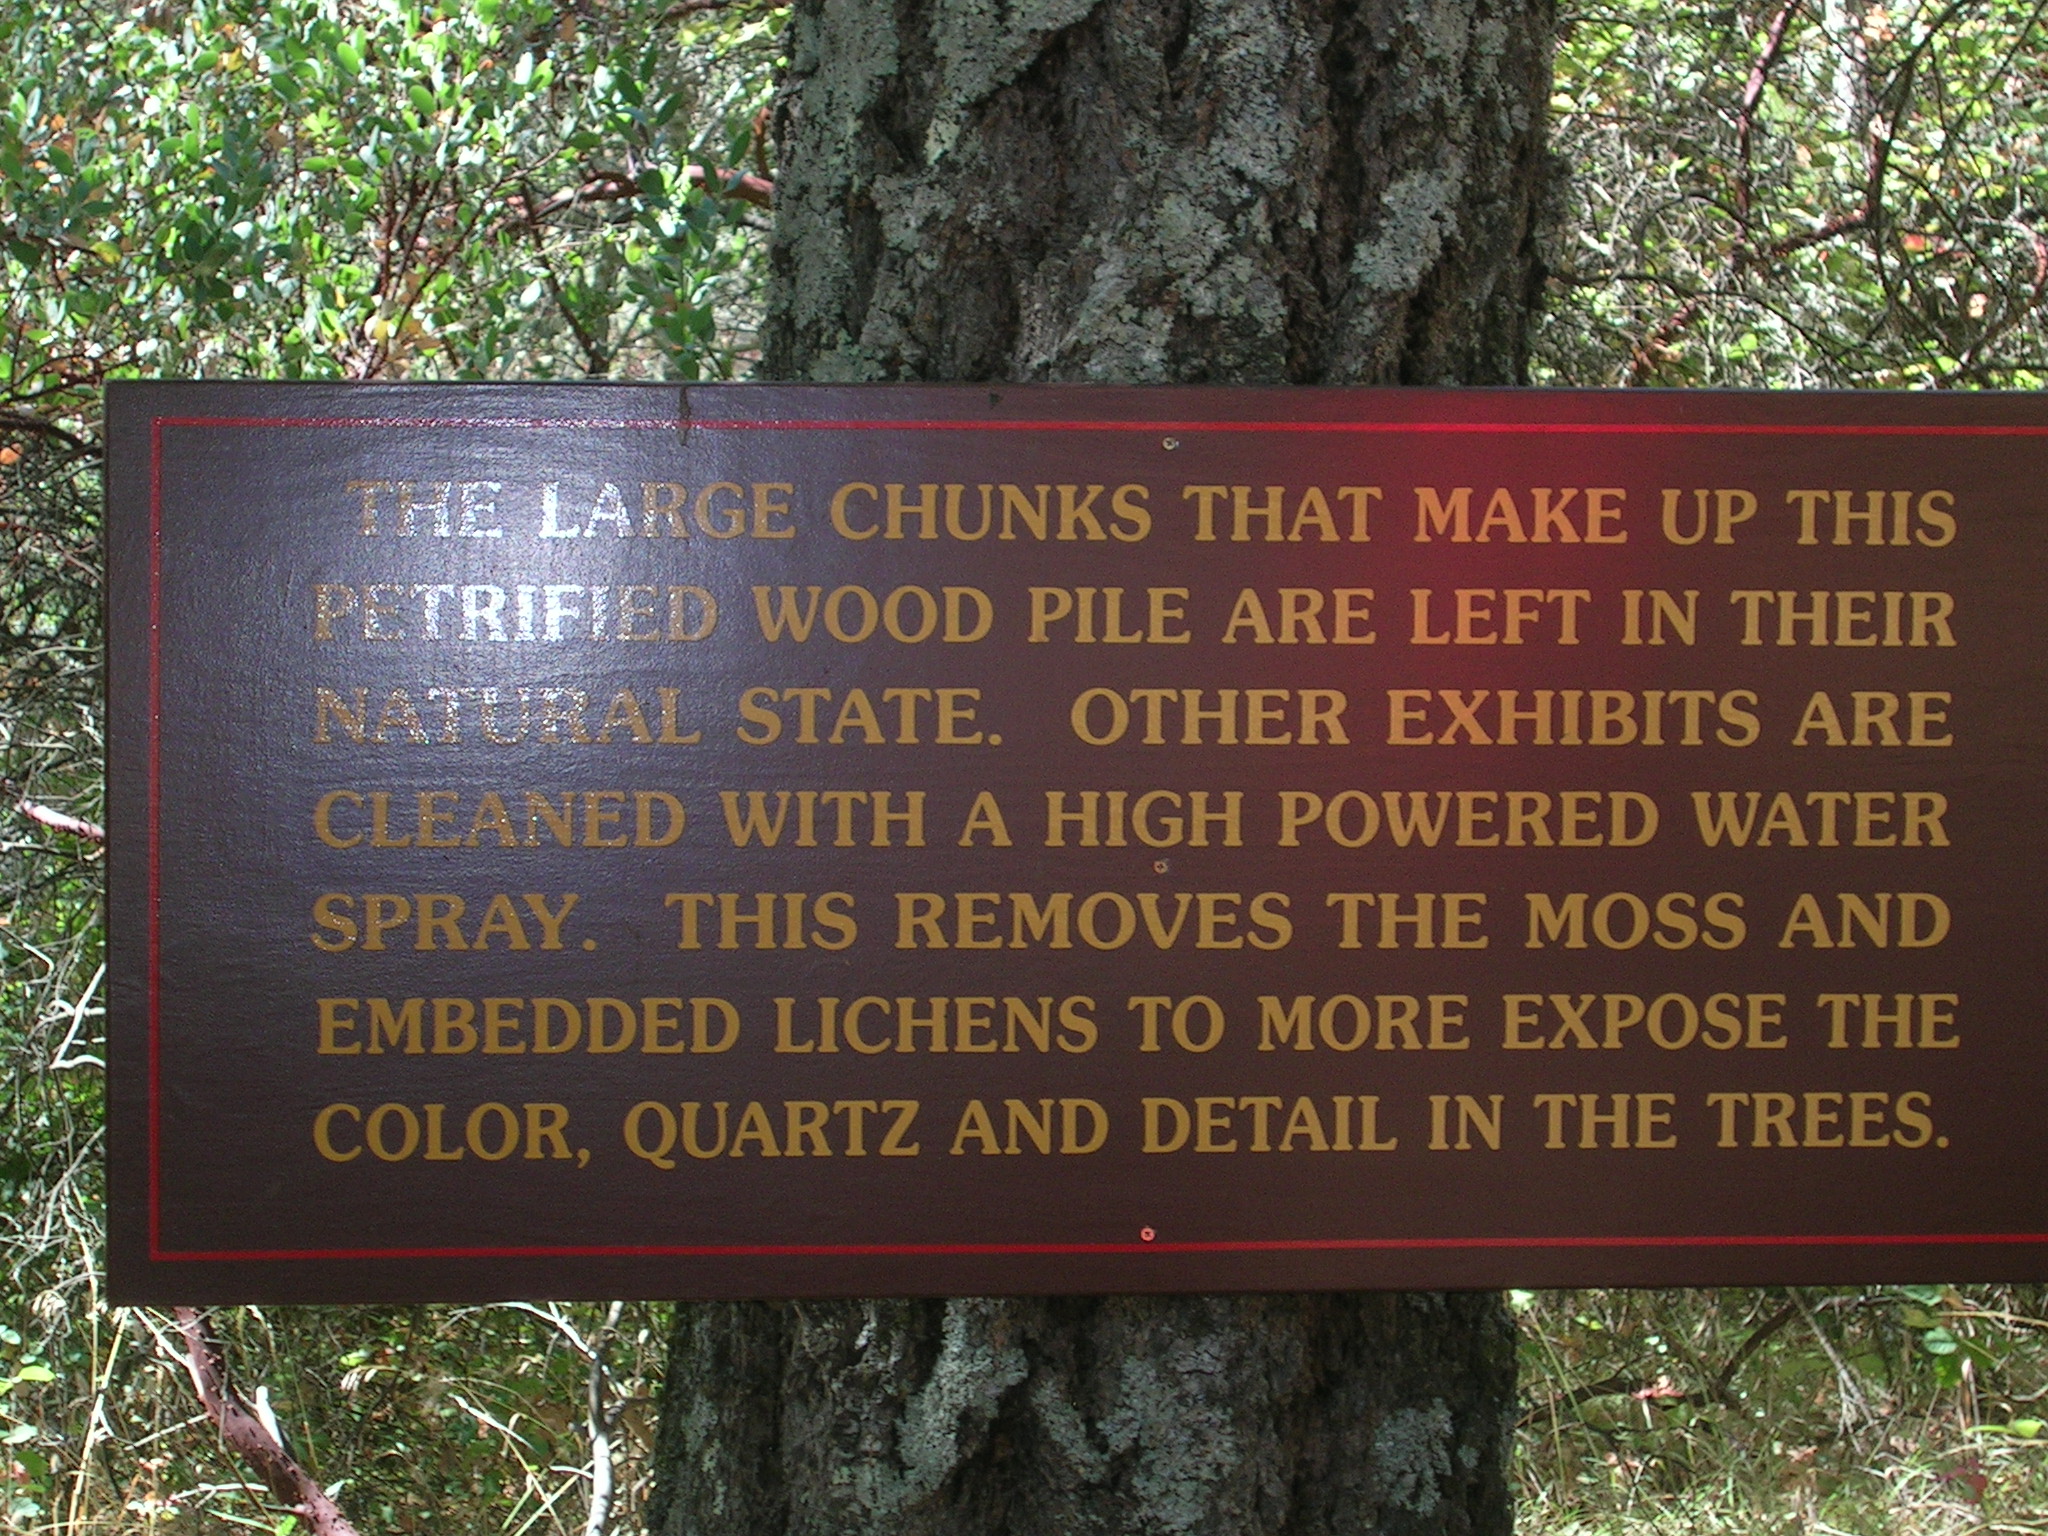 THE LARGE CHUNKS THAT MAKE UP THIS
PETRIFIED WOOD PILE ARE LEFT IN THEIR
NATURAL STATE. OTHER EXHIBITS ARE
CLEANED WITH A HIGH POWERED WATER
SPRAY. THIS REMOVES THE MOSS AND
EMBEDDED LICHENS TO MORE EXPOSE THE
COLOR, QUARTZ AND DETAIL IN THE TREES.